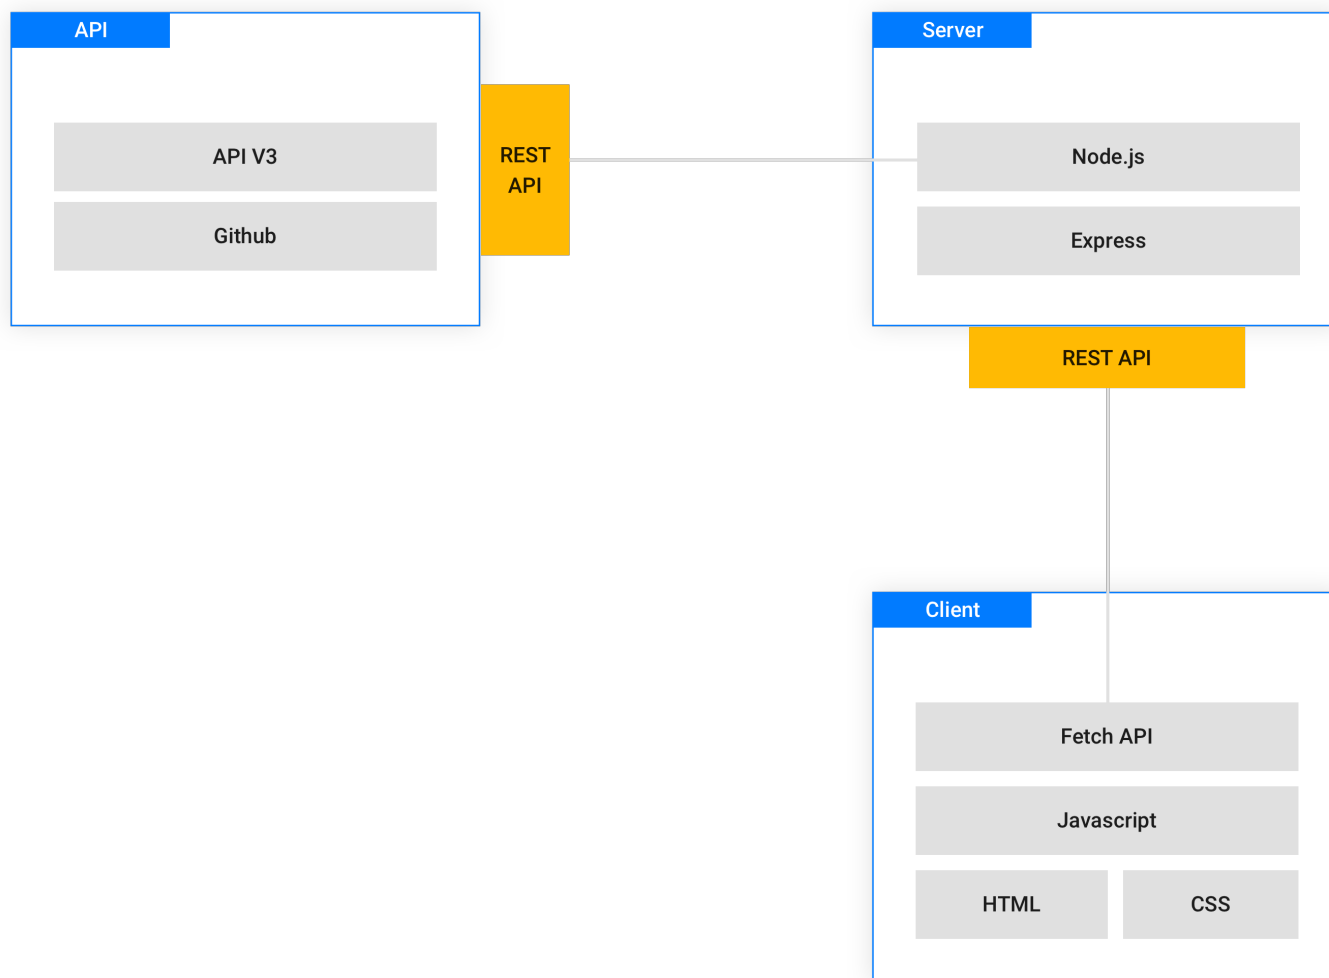 API
API V3
Github
REST
API
Server
Node.js
Express
REST API
Client
Fetch API
Javascript
HTML
CSS